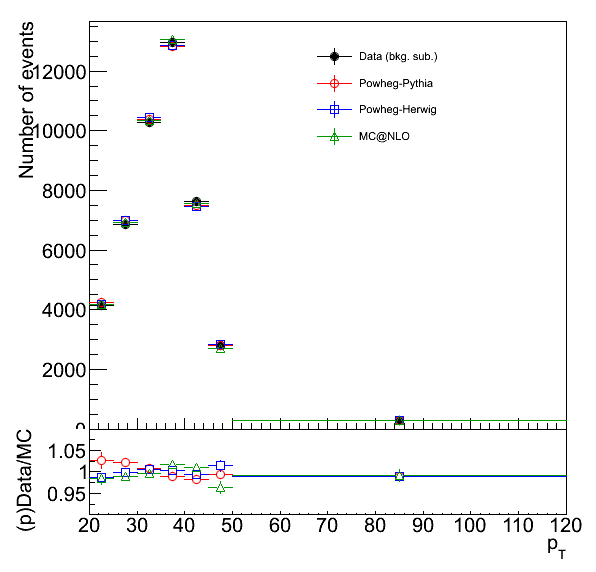 Number of events
12000
10000
8000
6000
4000
2000
0
Data (bkg. sub.)
Powheg-Pythia
Powheg-Herwig
MC@NLO
(p)Data/MC
1.05
1
0.95
20 30 40 50 60 70 80 90 100 110 120
p_T